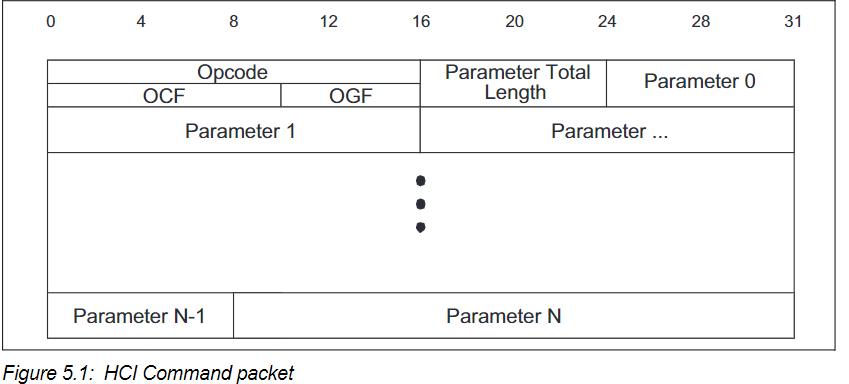 0 4 8 12 16 20 24 28 31
Opcode
OCF OGF
Parameter Total
Length
Parameter 0
Parameter 1 Parameter ...
Parameter N-1 Parameter N
Figure 5.1: HCI Command packet